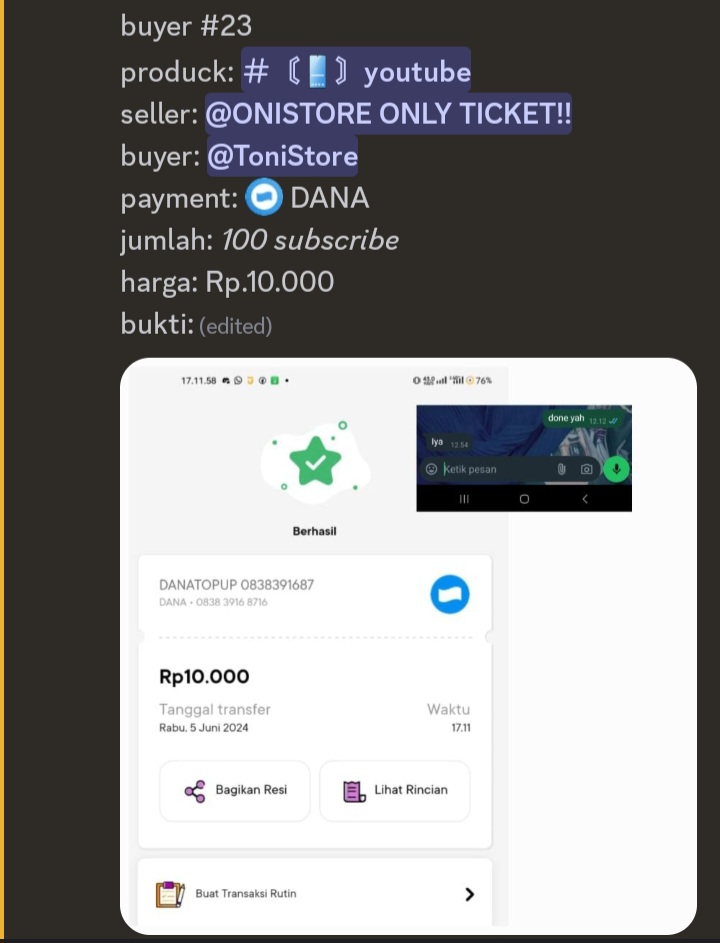 buyer #23
produck: # 〘📱〙youtube
seller: @ONISTORE ONLY TICKET!!
buyer: @ToniStore
payment: DANA
jumlah: 100 subscribe
harga: Rp.10.000
bukti: (edited)
17.11.58
76%
done yah 12.12
Iya 12.54
Ketik pesan
Berhasil
DANATOPUP 0838391687
DANA • 0838 3916 8716
Rp10.000
Tanggal transfer Waktu
Rabu, 5 Juni 2024 17.11
Bagikan Resi Lihat Rincian
Buat Transaksi Rutin